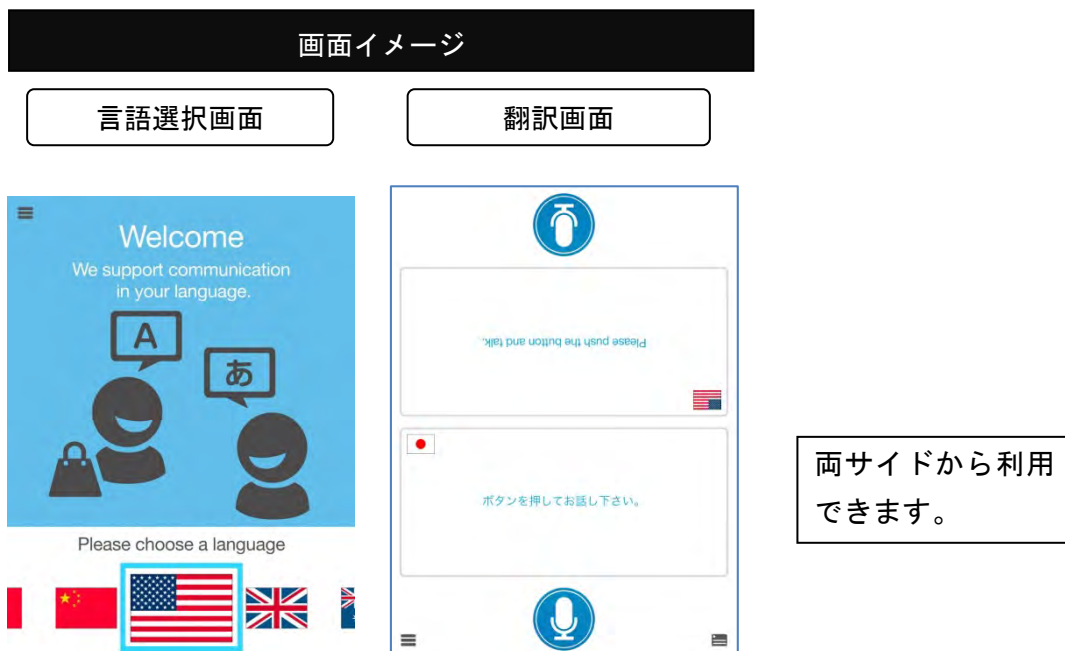 画面イメージ
言語選択画面
翻訳画面
Welcome
We support communication
in your language.
A
あ
Please choose a language
Please push the button and talk.
ボタンを押してお話し下さい。
両サイドから利用
できます。